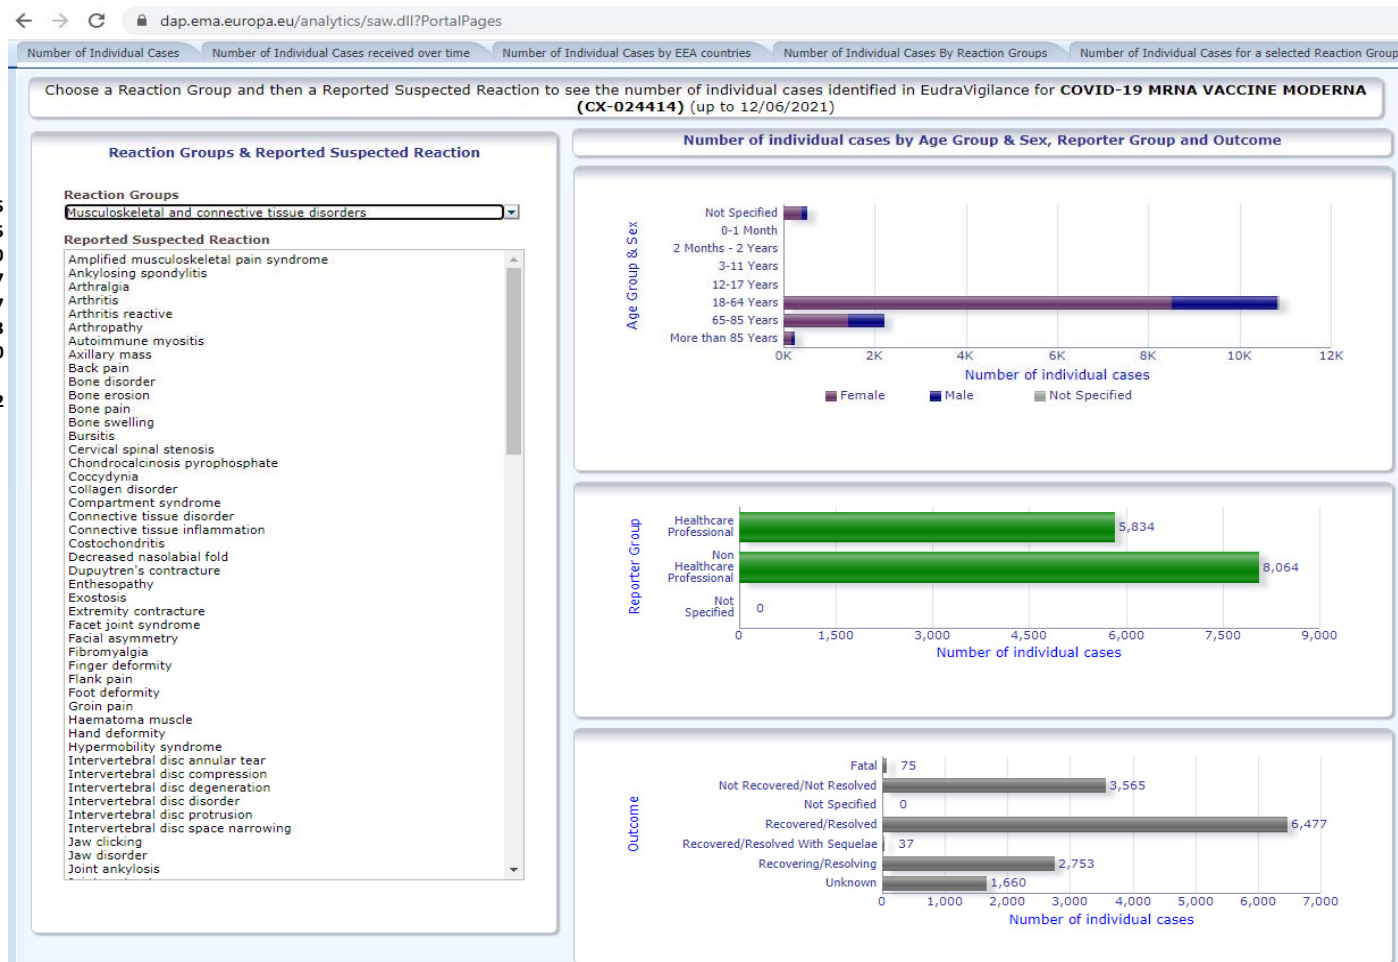 dap.ema.europa.eu/analytics/saw.dll?PortalPages
Number of Individual Cases
Number of Individual Cases received over time
Number of Individual Cases by EEA countries
Number of Individual Cases By Reaction Groups
Number of Individual Cases for a selected Reaction Group
Choose a Reaction Group and then a Reported Suspected Reaction to see the number of individual cases identified in EudraVigilance for COVID-19 MRNA VACCINE MODERNA
(CX-024414) (up to 12/06/2021)
Reaction Groups & Reported Suspected Reaction
Reaction Groups
Musculoskeletal and connective tissue disorders
Reported Suspected Reaction
Amplified musculoskeletal pain syndrome
Ankylosing spondylitis
Arthralgia
Arthritis
Arthritis reactive
Arthropathy
Autoimmune myositis
Axillary mass
Back pain
Bone disorder
Bone erosion
Bone pain
Bone swelling
Bursitis
Cervical spinal stenosis
Chondrocalcinosis pyrophosphate
Coccydynia
Collagen disorder
Compartment syndrome
Connective tissue disorder
Connective tissue inflammation
Costochondritis
Decreased nasolabial fold
Dupuytren's contracture
Enthesopathy
Exostosis
Extremity contracture
Facet joint syndrome
Facial asymmetry
Fibromyalgia
Finger deformity
Flank pain
Foot deformity
Groin pain
Haematoma muscle
Hand deformity
Hypermobility syndrome
Intervertebral disc annular tear
Intervertebral disc compression
Intervertebral disc degeneration
Intervertebral disc disorder
Intervertebral disc protrusion
Intervertebral disc space narrowing
Jaw clicking
Jaw disorder
Joint ankylosis
Number of individual cases by Age Group & Sex, Reporter Group and Outcome
Age Group & Sex
Not Specified
0-1 Month
2 Months - 2 Years
3-11 Years
12-17 Years
18-64 Years
65-85 Years
More than 85 Years
0K 2K 4K 6K 8K 10K 12K
Number of individual cases
Female Male Not Specified
Reporter Group
Healthcare
Professional 5,834
Non
Healthcare
Professional 8,064
Not
Specified 0
0 1,500 3,000 4,500 6,000 7,500 9,000
Number of individual cases
Outcome
Fatal 75
Not Recovered/Not Resolved 3,565
Not Specified 0
Recovered/Resolved 6,477
Recovered/Resolved With Sequelae 37
Recovering/Resolving 2,753
Unknown 1,660
0 1,000 2,000 3,000 4,000 5,000 6,000 7,000
Number of individual cases